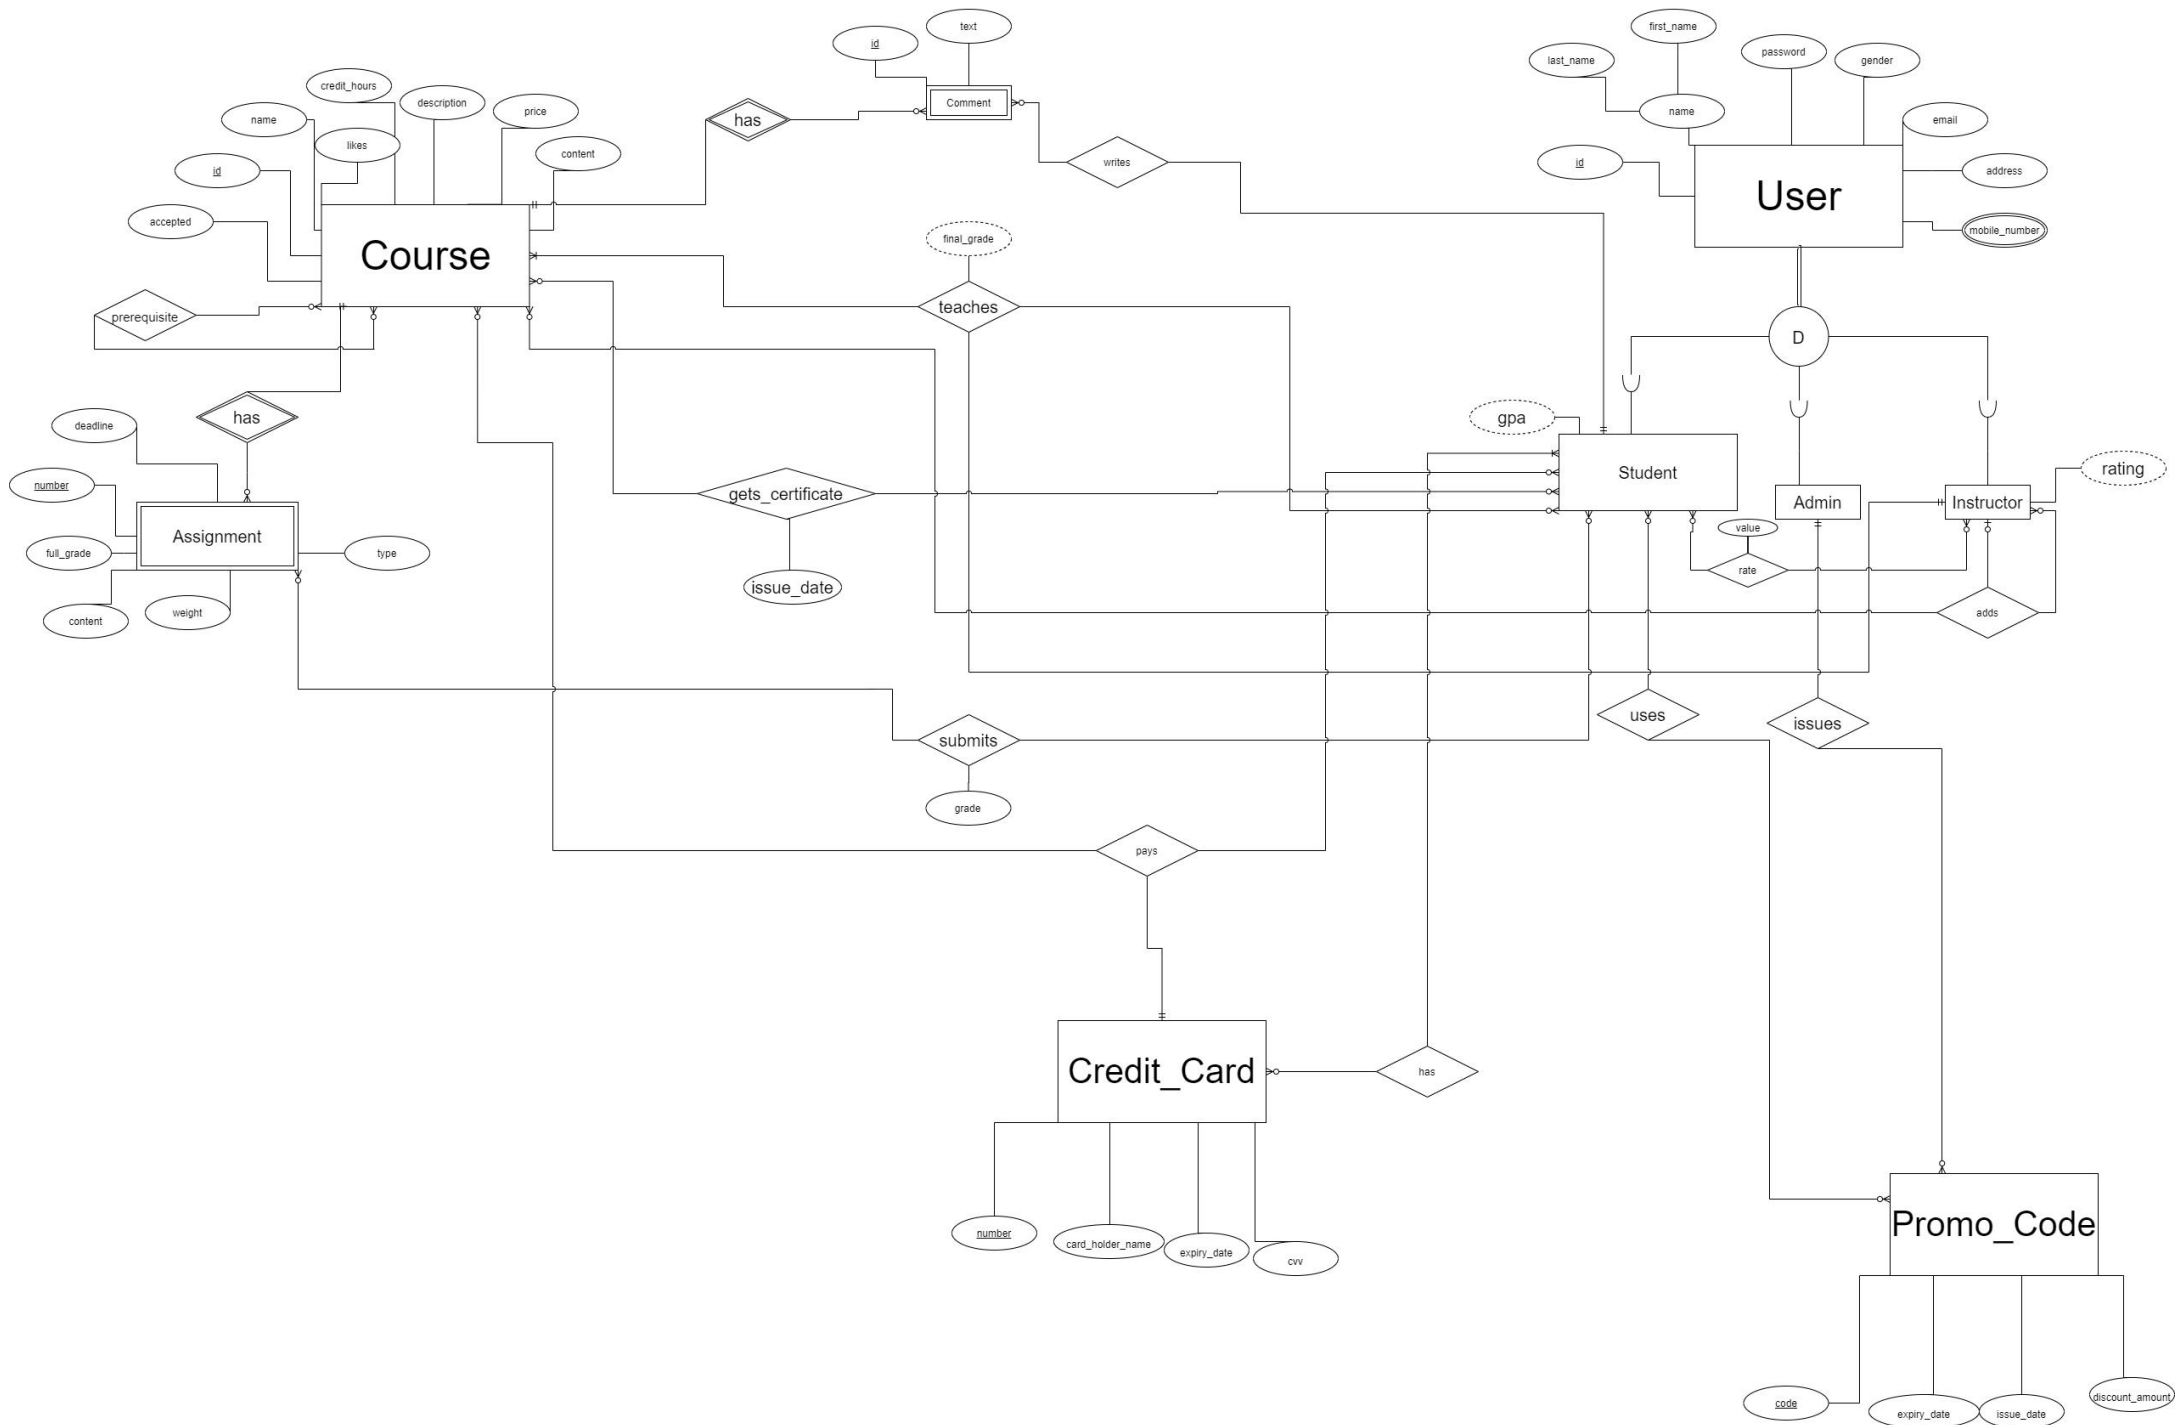 first_name
text
id
password
last_name
gender
credit_hours
description
Comment
price
name
has
name
email
likes
content
writes
id
id
address
accepted
User
mobile_number
final_grade
Course
teaches
prerequisite
D
has
gpa
deadline
rating
Student
number
gets_certificate
Admin
Instructor
value
Assignment
full_grade
type
rate
issue_date
weight
content
adds
uses
issues
submits
grade
pays
Credit_Card
has
Promo_Code
number
card_holder_name
expiry_date
cvv
discount_amount
code
expiry_date
issue_date